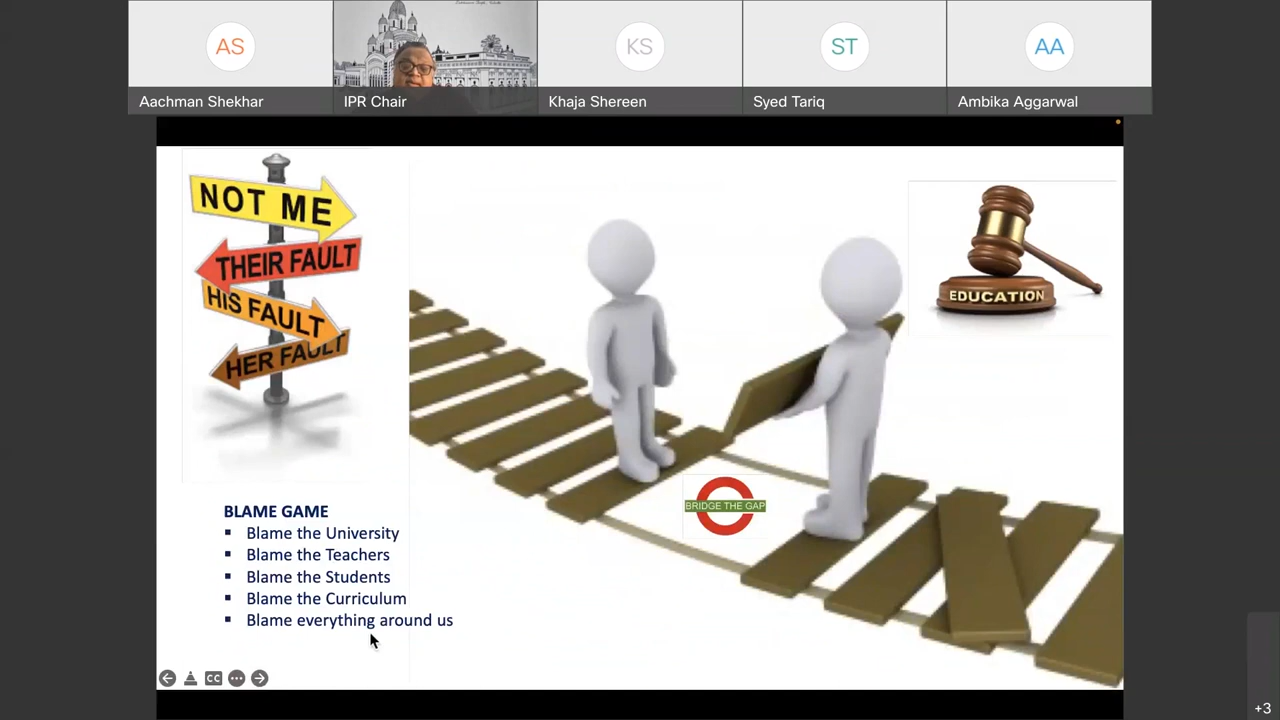 AS
KS
ST
AA
Aachman Shekhar
IPR Chair
Khaja Shereen
Syed Tariq
Ambika Aggarwal
NOT ME
THEIR FAULT
HIS FAULT
HER FAULT
EDUCATION
BRIDGE THE GAP
BLAME GAME
▪ Blame the University
▪ Blame the Teachers
▪ Blame the Students
▪ Blame the Curriculum
▪ Blame everything around us
CC
+3